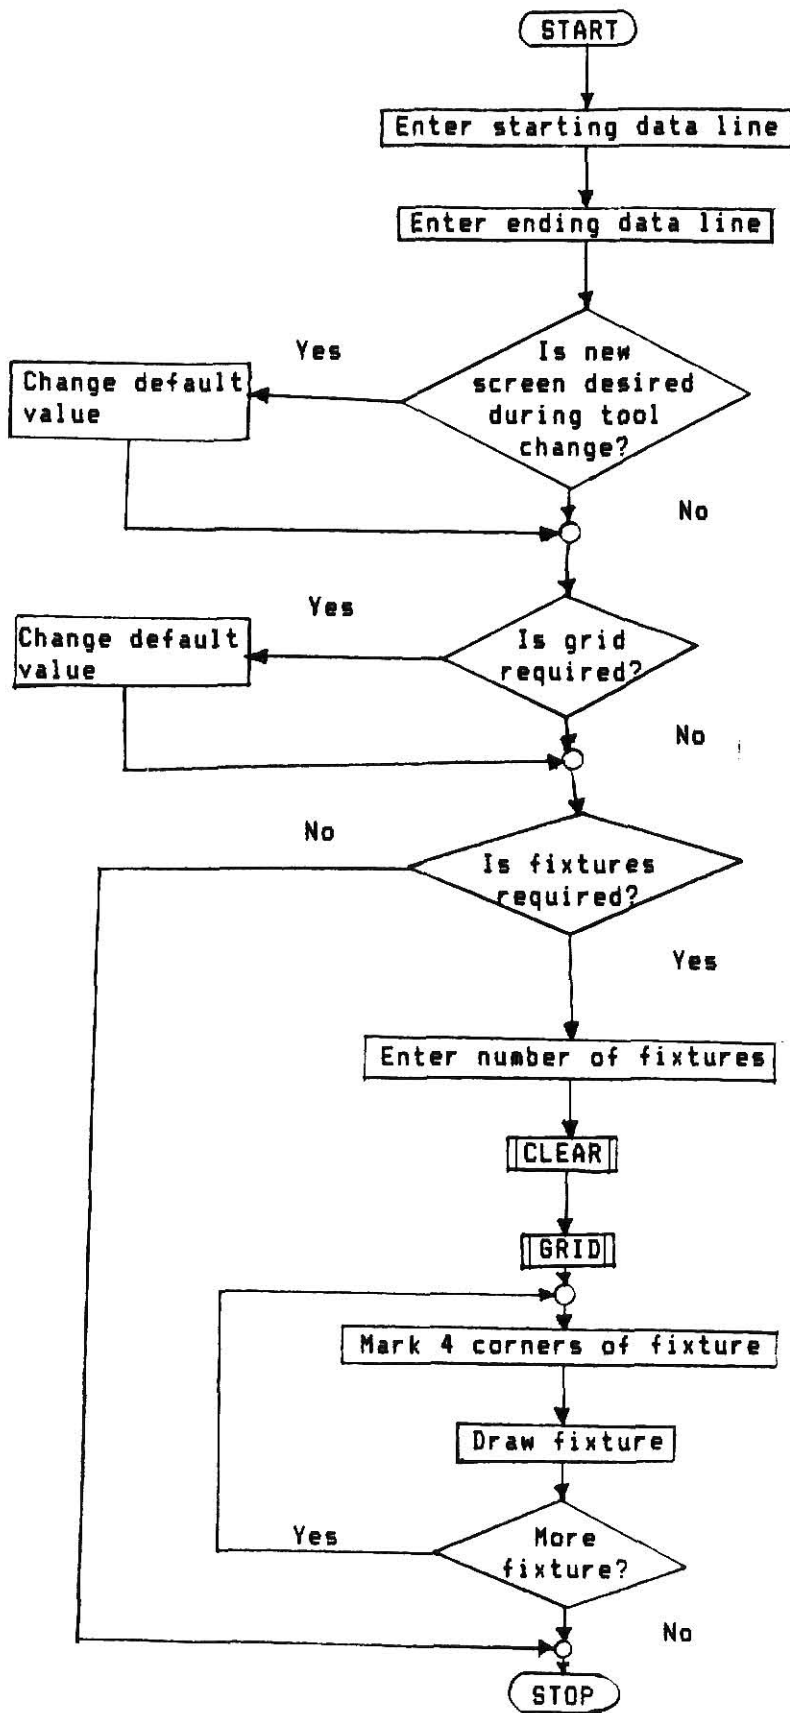 START
Enter starting data line
Enter ending data line
Yes
Is new
screen desired
during tool
change?
Change default
value
No
Yes
Change default
value
Is grid
required?
No
No
Is fixtures
required?
Yes
Enter number of fixtures
CLEAR
GRID
Mark 4 corners of fixture
Draw fixture
Yes
More
fixture?
No
STOP